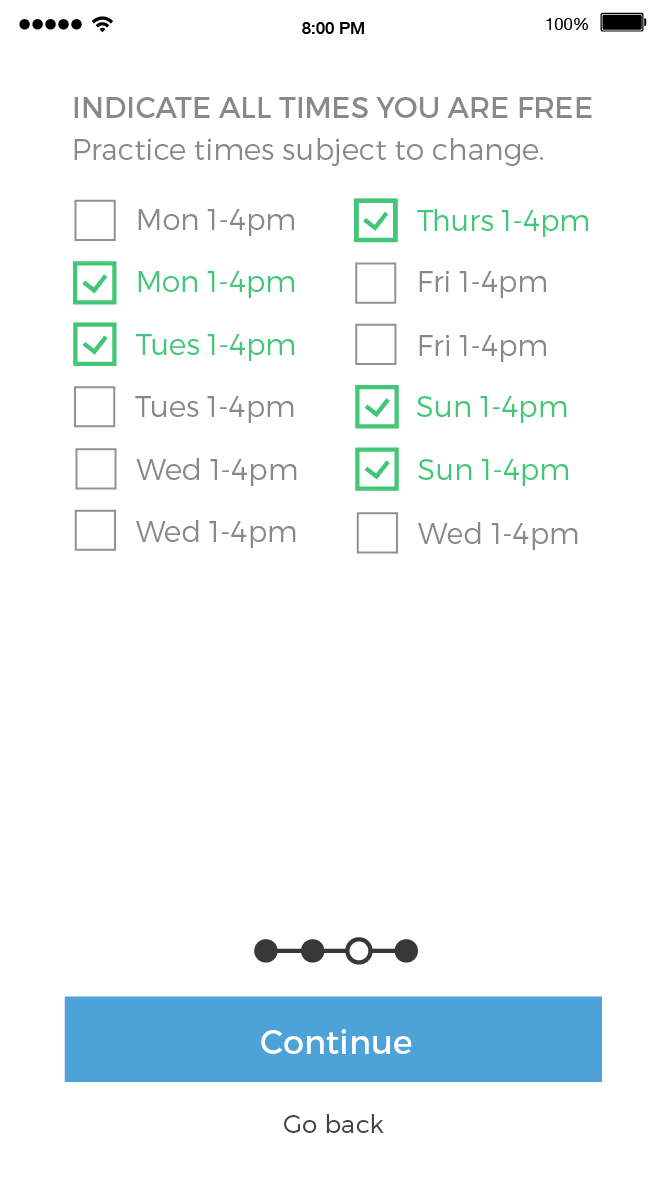 8:00 PM 100%
INDICATE ALL TIMES YOU ARE FREE
Practice times subject to change.
Mon 1-4pm
Mon 1-4pm
Tues 1-4pm
Tues 1-4pm
Wed 1-4pm
Wed 1-4pm
Thurs 1-4pm
Fri 1-4pm
Fri 1-4pm
Sun 1-4pm
Sun 1-4pm
Wed 1-4pm
Continue
Go back